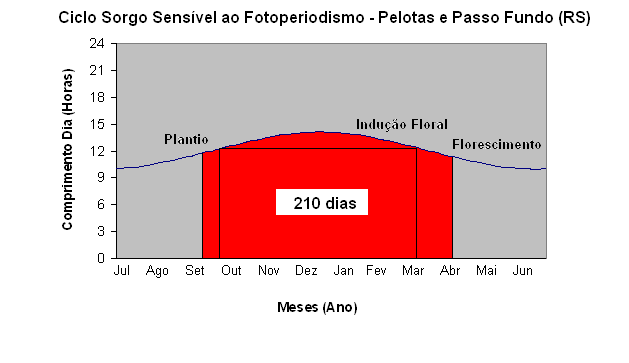 Ciclo Sorgo Sensível ao Fotoperiodismo - Pelotas e Passo Fundo (RS)
Comprimento Dia (Horas)
24
21
18
15
12
9
6
3
0
Plantio
Indução Floral
Florescimento
210 dias
Jul Ago Set Out Nov Dez Jan Fev Mar Abr Mai Jun
Meses (Ano)